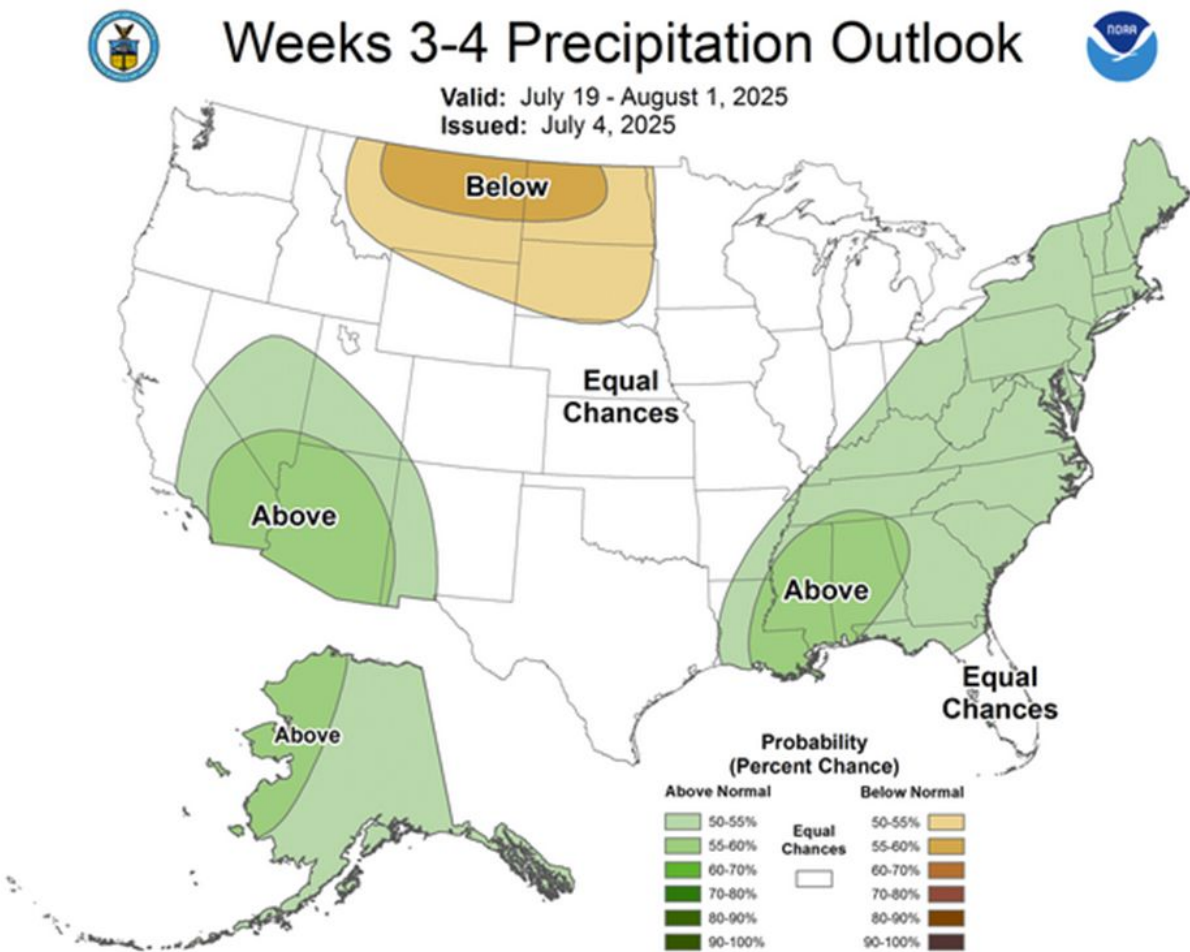 Weeks 3-4 Precipitation Outlook
NOAA
Valid: July 19 - August 1, 2025
Issued: July 4, 2025
Below
Equal
Chances
Above
Above
Equal
Chances
Above
Probability
(Percent Chance)
Above Normal
Below Normal
50-55%
55-60%
60-70%
70-80%
80-90%
90-100%
Equal
Chances
50-55%
55-60%
60-70%
70-80%
80-90%
90-100%